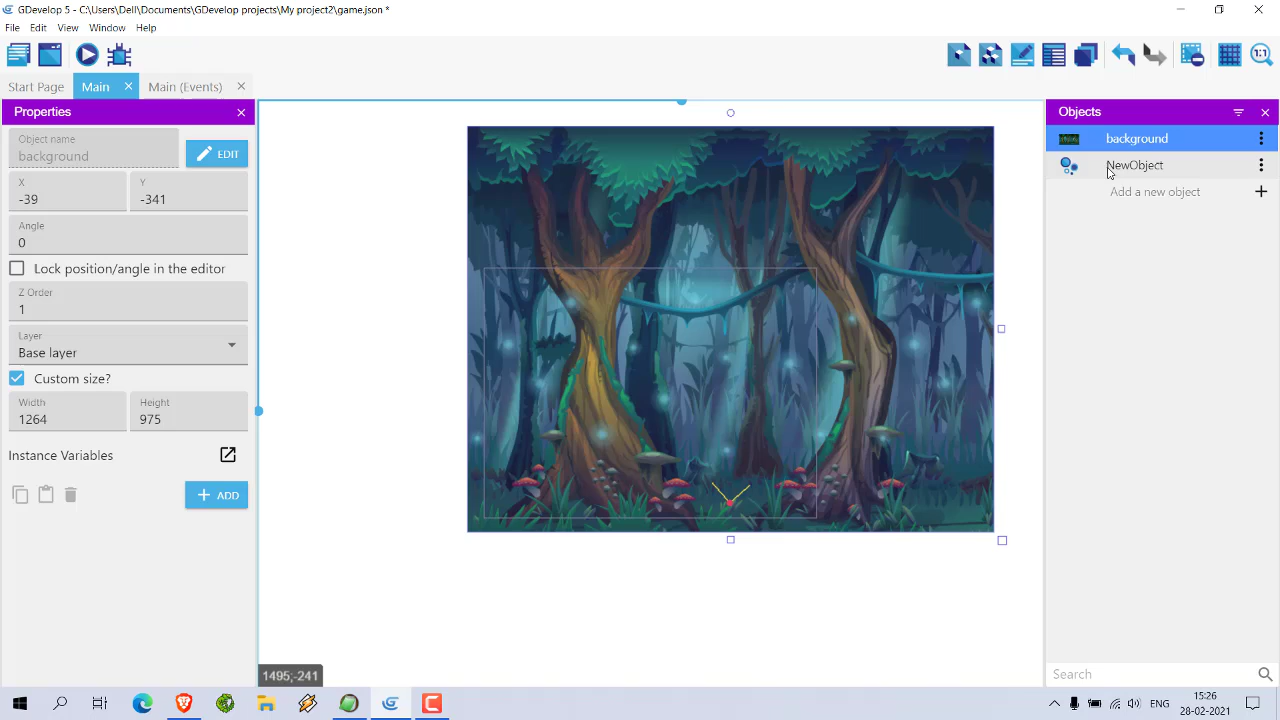 GDevelop 5 - C:\Users\Dell\Documents\GDevelop projects\My project2\game.json *
File Edit View Window Help
1:1
Start Page
Main
Main (Events)
Properties
Object name
background
EDIT
X
-39
Y
-341
Angle
0
Lock position/angle in the editor
Z Order
1
Layer
Base layer
Custom size?
Width
1264
Height
975
Instance Variables
ADD
1495;-241
Objects
background
NewObject
Add a new object
Search
ENG
15:26
28-02-2021